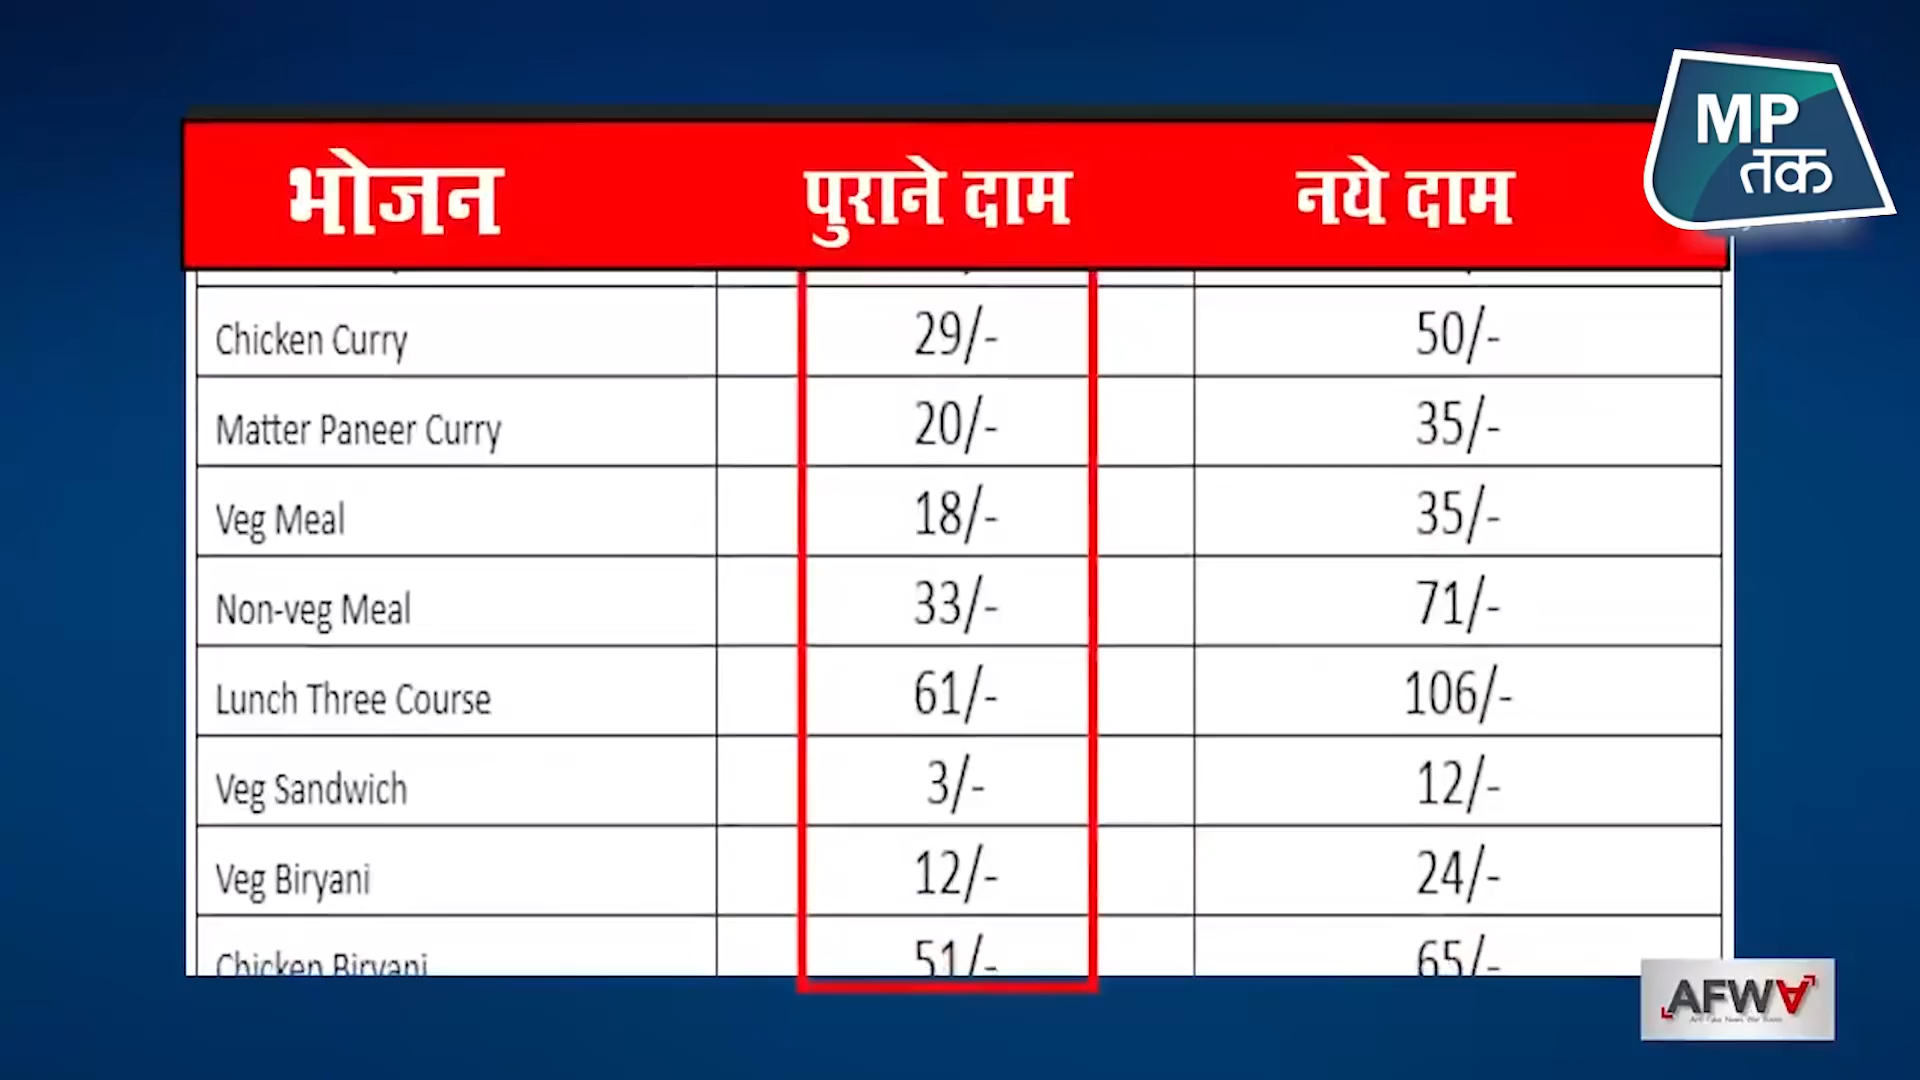 MP
तक
भोजन पुराने दाम नये दाम
Chicken Curry 29/- 50/-
Matter Paneer Curry 20/- 35/-
Veg Meal 18/- 35/-
Non-veg Meal 33/- 71/-
Lunch Three Course 61/- 106/-
Veg Sandwich 3/- 12/-
Veg Biryani 12/- 24/-
Chicken Biryani 51/- 65/-
AFWA